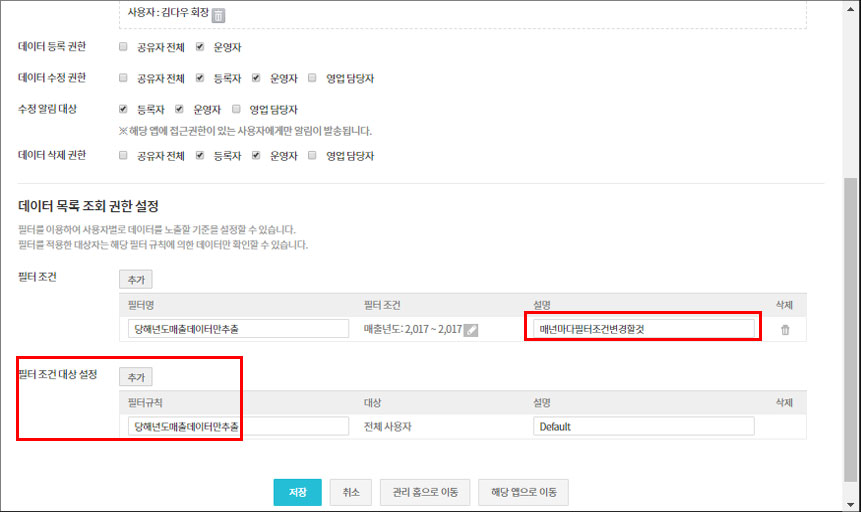 사용자 : 김다우 회장
데이터 등록 권한 공유자 전체 운영자
데이터 수정 권한 공유자 전체 등록자 운영자 영업 담당자
수정 알림 대상 등록자 운영자 영업 담당자
※ 해당 앱에 접근권한이 있는 사용자에게만 알림이 발송됩니다.
데이터 삭제 권한 공유자 전체 등록자 운영자 영업 담당자
데이터 목록 조회 권한 설정
필터를 이용하여 사용자별로 데이터를 노출할 기준을 설정할 수 있습니다.
필터를 적용한 대상자는 해당 필터 규칙에 의한 데이터만 확인할 수 있습니다.
필터 조건 추가
필터명 필터 조건 설명 삭제
당해년도매출데이터만추출 매출년도: 2,017 ~ 2,017 매년마다필터조건변경할것
필터 조건 대상 설정 추가
필터규칙 대상 설명 삭제
당해년도매출데이터만추출 전체 사용자 Default
저장 취소 관리 홈으로 이동 해당 앱으로 이동